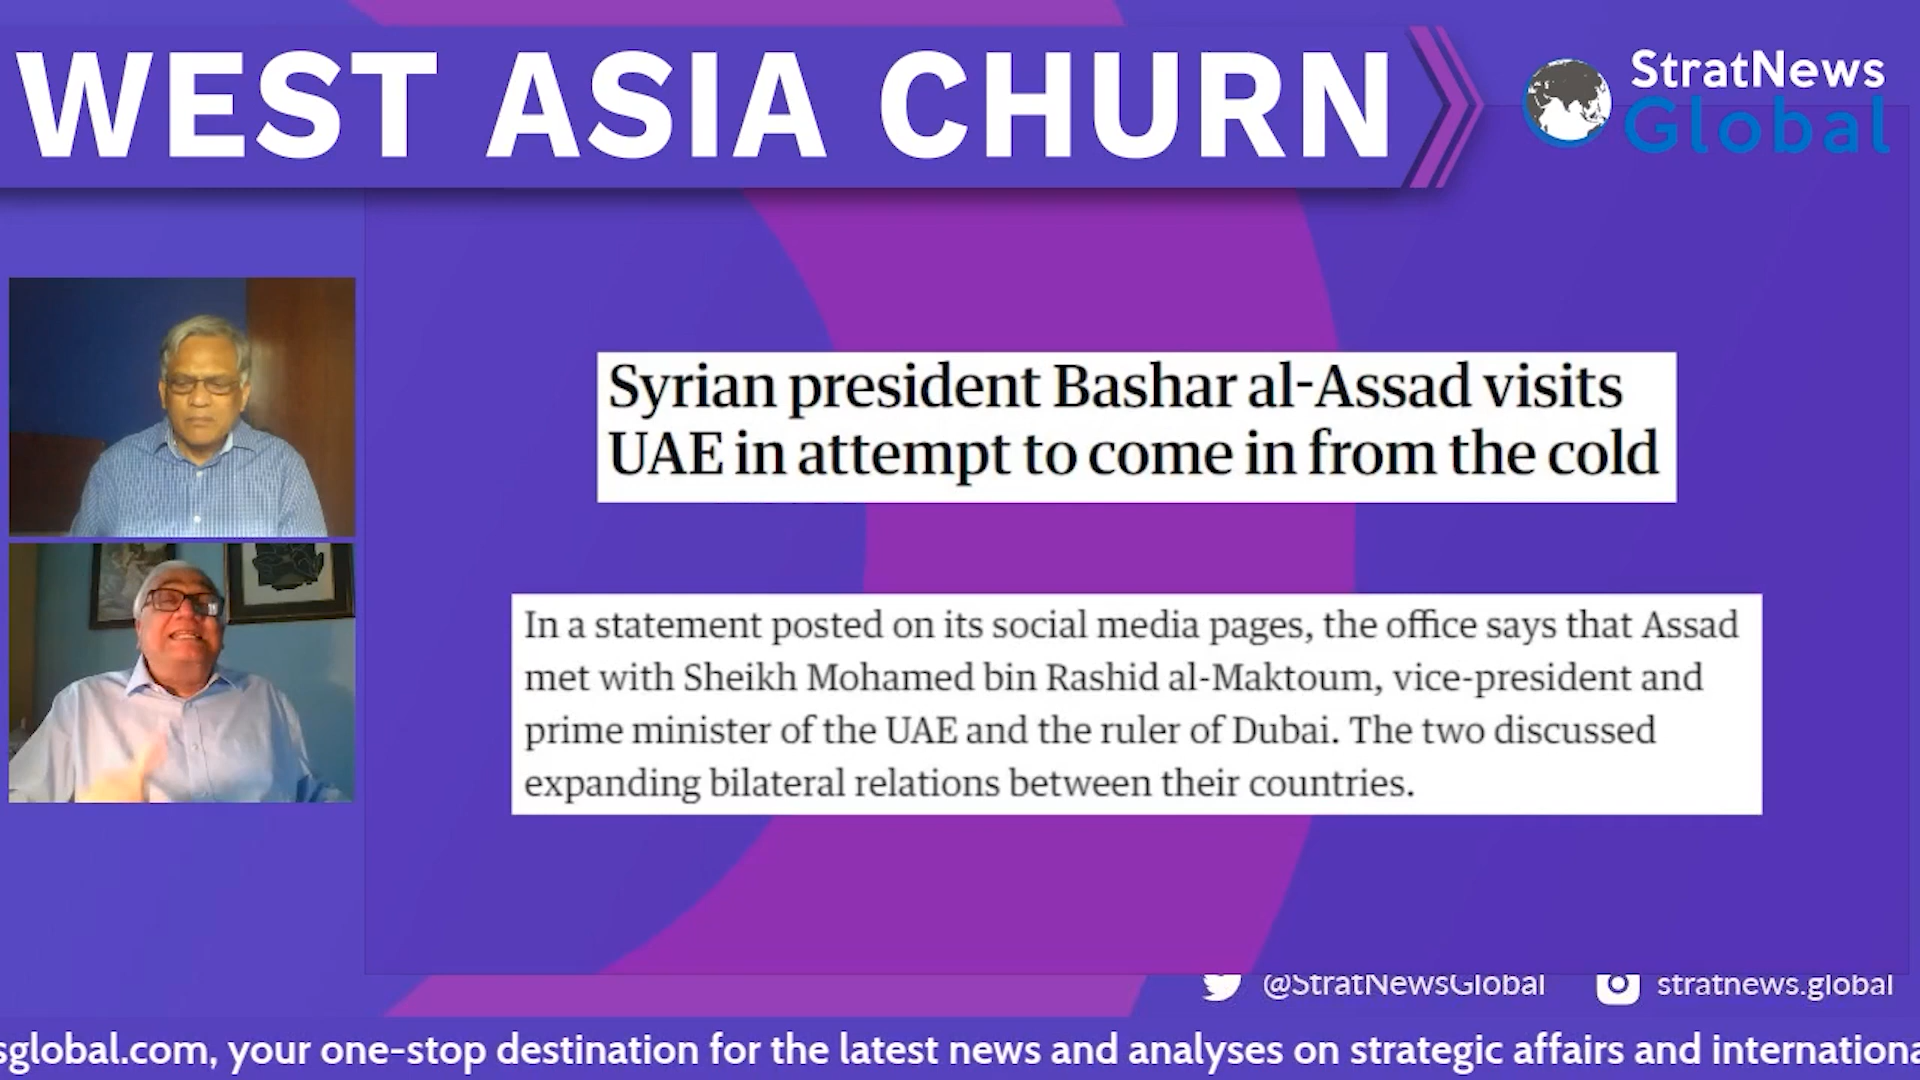 WEST ASIA CHURN
StratNews
Global
Syrian president Bashar al-Assad visits
UAE in attempt to come in from the cold
In a statement posted on its social media pages, the office says that Assad
met with Sheikh Mohamed bin Rashid al-Maktoum, vice-president and
prime minister of the UAE and the ruler of Dubai. The two discussed
expanding bilateral relations between their countries.
@StratNewsGlobal
stratnews.global
sglobal.com, your one-stop destination for the latest news and analyses on strategic affairs and internationa